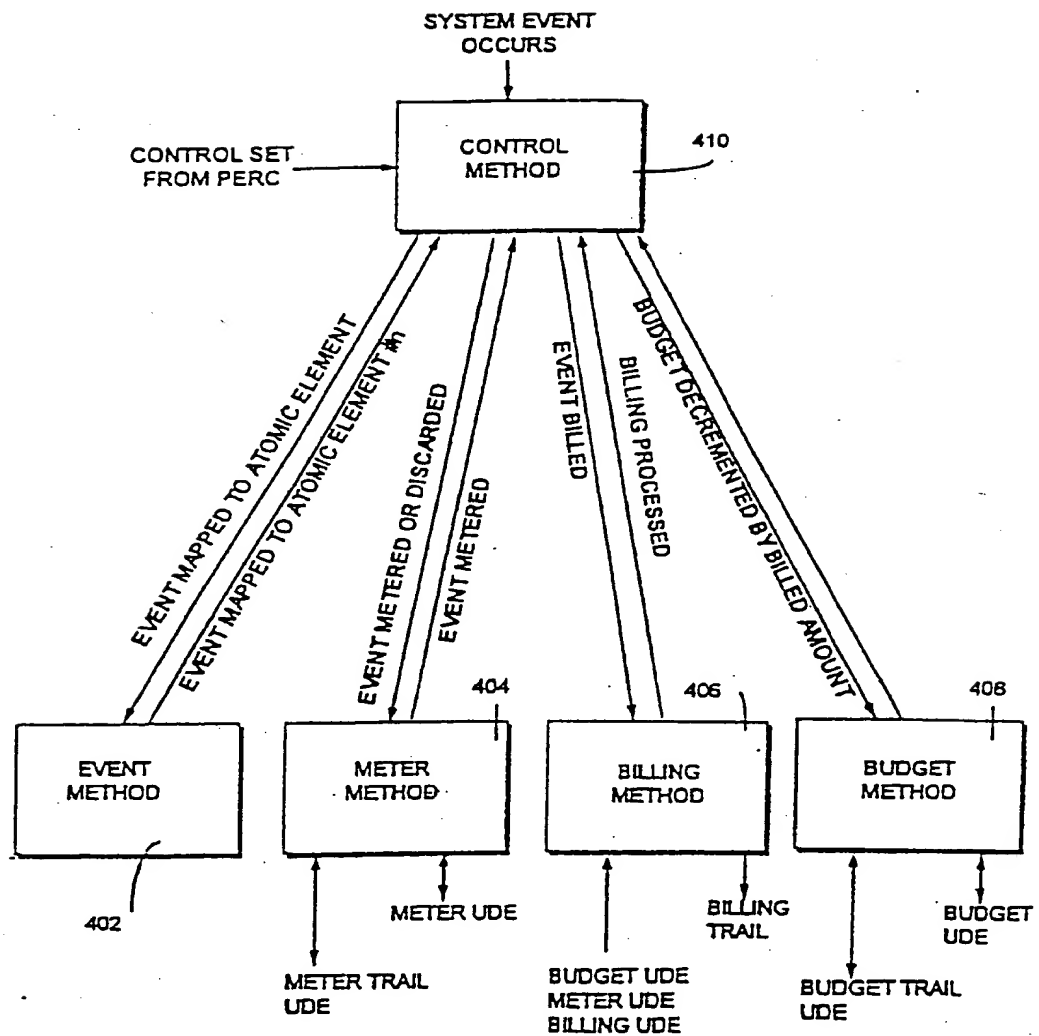 SYSTEM EVENT
OCCURS
CONTROL
METHOD
410
CONTROL SET
FROM PERC
EVENT MAPPED TO ATOMIC ELEMENT
EVENT MAPPED TO ATOMIC ELEMENT #n
EVENT METERED OR DISCARDED
EVENT METERED
EVENT BILLED
BILLING PROCESSED
BUDGET DECREMENTED BY BILLED AMOUNT
404
406
408
EVENT
METHOD
METER
METHOD
BILLING
METHOD
BUDGET
METHOD
402
METER UDE
BILLING
TRAIL
BUDGET
UDE
METER TRAIL
UDE
BUDGET UDE
METER UDE
BILLING UDE
BUDGET TRAIL
UDE